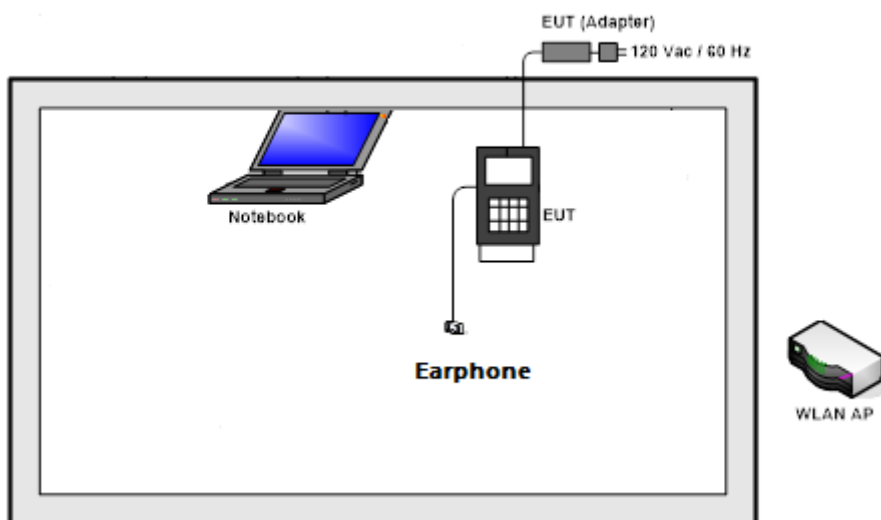 EUT (Adapter)
120 Vac / 60 Hz
Notebook
EUT
Earphone
WLAN AP